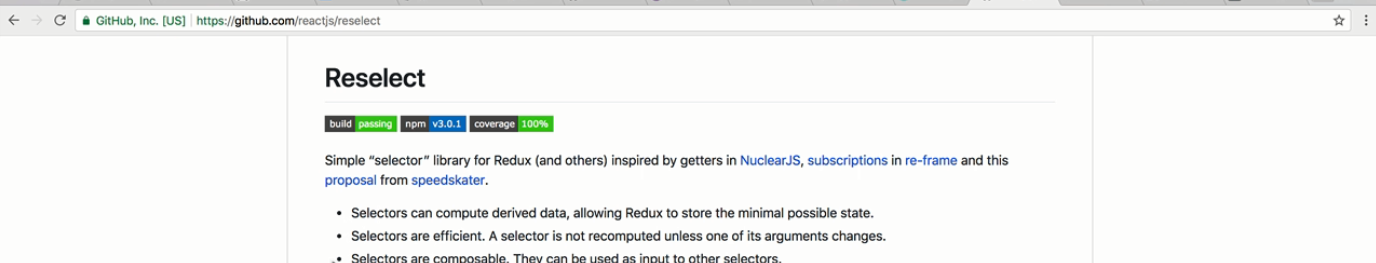 GitHub, Inc. [US] | https://github.com/reactjs/reselect
Reselect
build passing npm v3.0.1 coverage 100%
Simple “selector” library for Redux (and others) inspired by getters in NuclearJS, subscriptions in re-frame and this
proposal from speedskater.
• Selectors can compute derived data, allowing Redux to store the minimal possible state.
• Selectors are efficient. A selector is not recomputed unless one of its arguments changes.
• Selectors are composable. They can be used as input to other selectors.